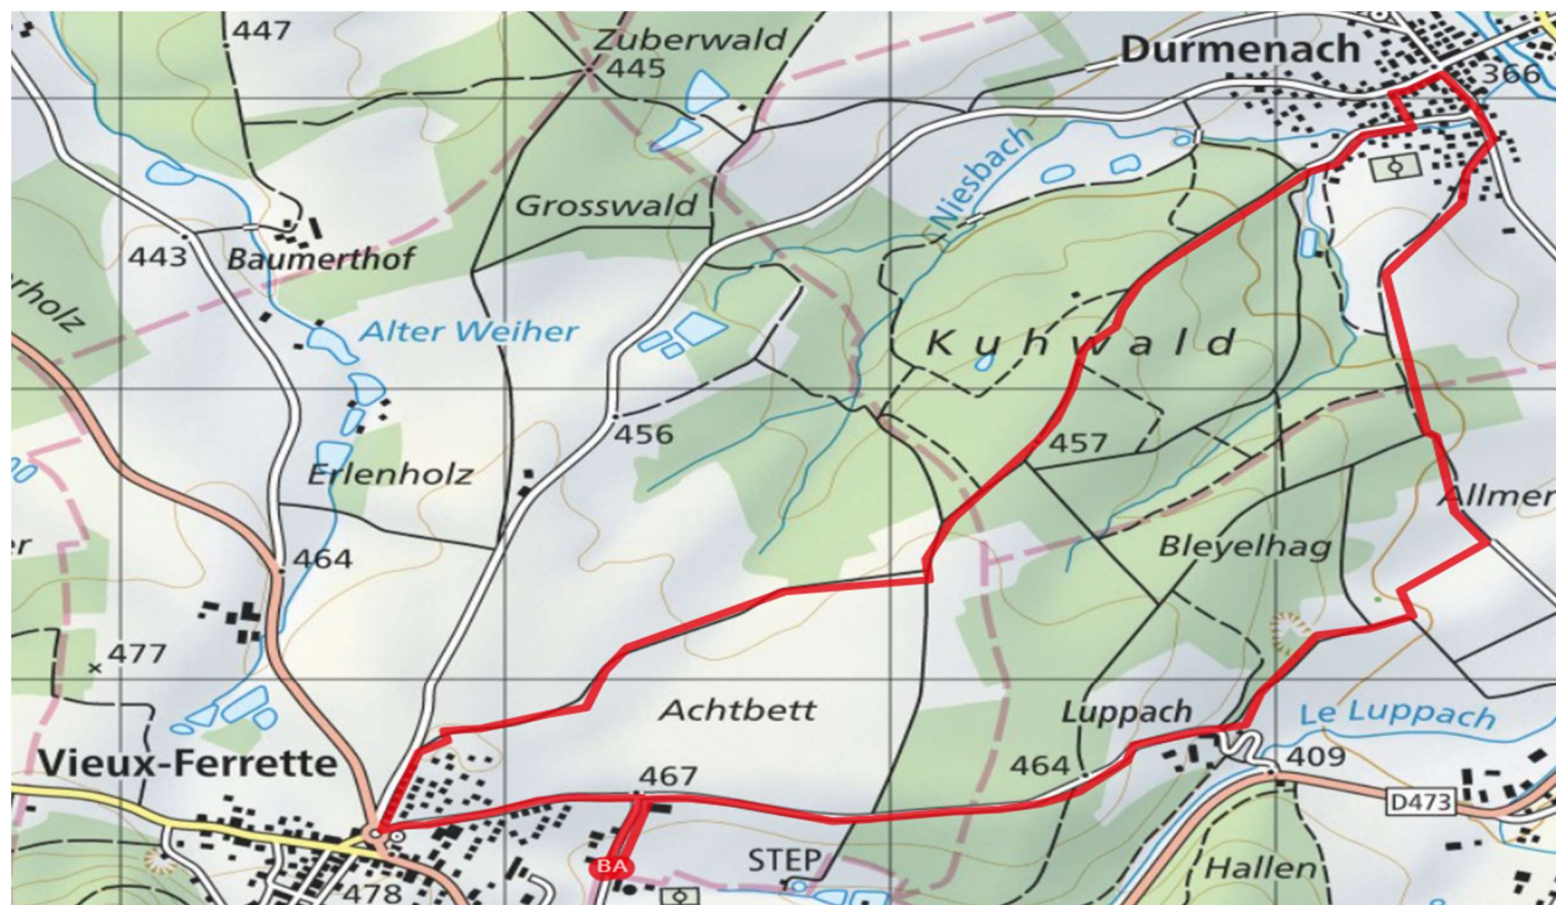 447
Zuberwald
445
Durmenach
366
Niesbach
Grosswald
443
Baumerthof
rholz
Alter Weiher
Kuhwald
456
457
Erlenholz
Allmer
er
464
Bleyelhag
477
Achtbett
Luppach
Le Luppach
Vieux-Ferrette
467
464
409
D473
BA
STEP
Hallen
478